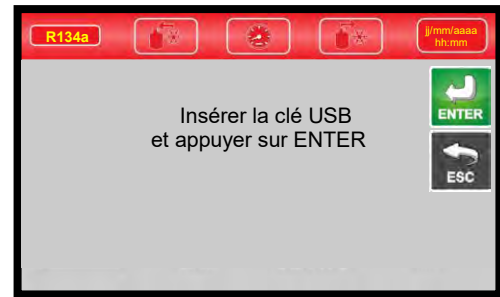 R134a
jj/mm/aaaa
hh:mm
Insérer la clé USB
et appuyer sur ENTER
ENTER
ESC